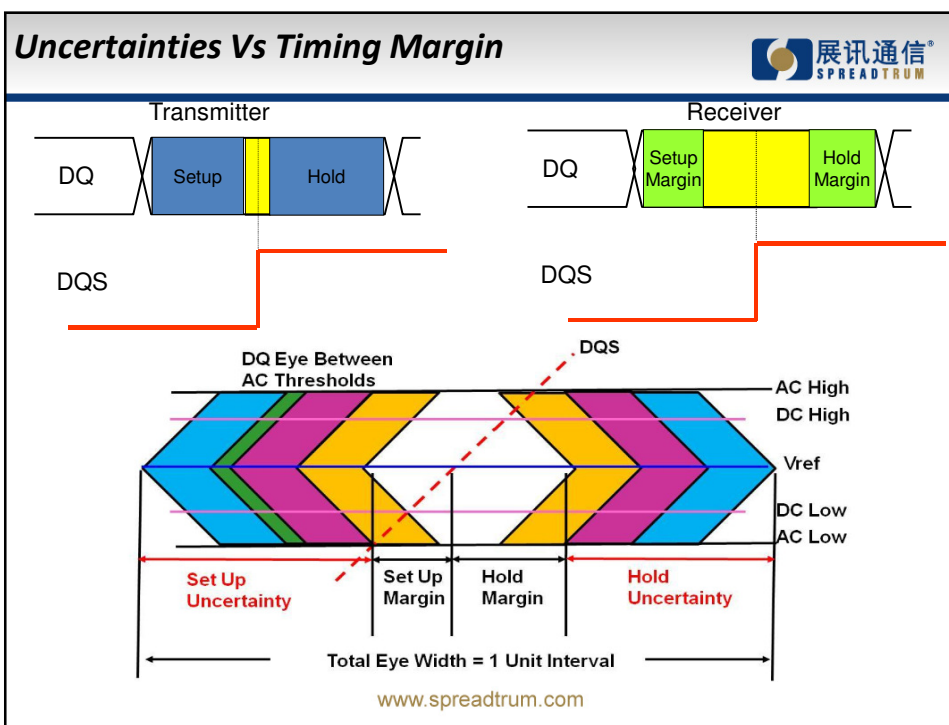 Uncertainties Vs Timing Margin
展讯通信®
SPREADTRUM
Transmitter
Receiver
DQ
Setup
Hold
DQ
Setup
Margin
Hold
Margin
DQS
DQS
DQ Eye Between
AC Thresholds
DQS
AC High
DC High
Vref
DC Low
AC Low
Set Up
Uncertainty
Set Up
Margin
Hold
Margin
Hold
Uncertainty
Total Eye Width = 1 Unit Interval
www.spreadtrum.com